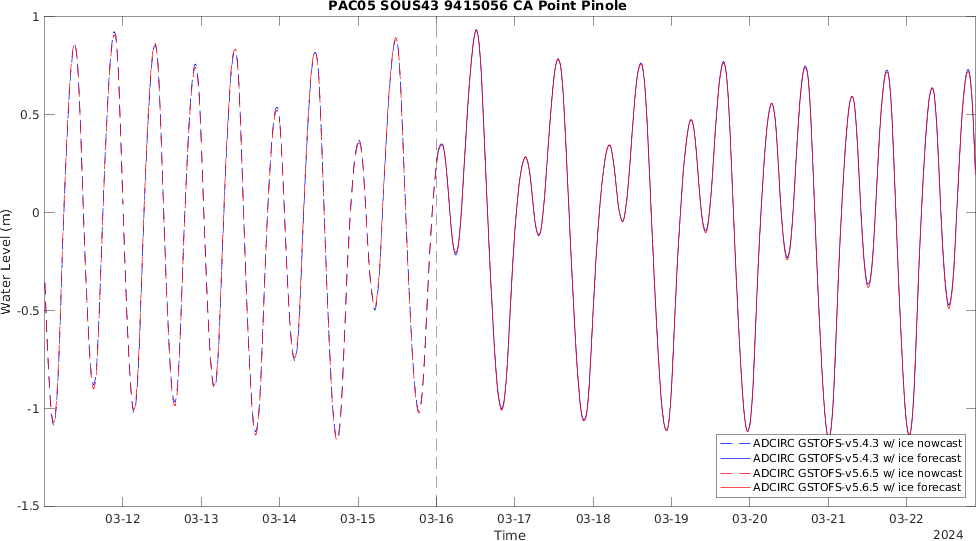 PAC05 SOUS43 9415056 CA Point Pinole
1
0.5
0
-0.5
-1
-1.5
Water Level (m)
03-12 03-13 03-14 03-15 03-16 03-17 03-18 03-19 03-20 03-21 03-22
Time
2024
ADCIRC GSTOFS-v5.4.3 w/ ice nowcast
ADCIRC GSTOFS-v5.4.3 w/ ice forecast
ADCIRC GSTOFS-v5.6.5 w/ ice nowcast
ADCIRC GSTOFS-v5.6.5 w/ ice forecast